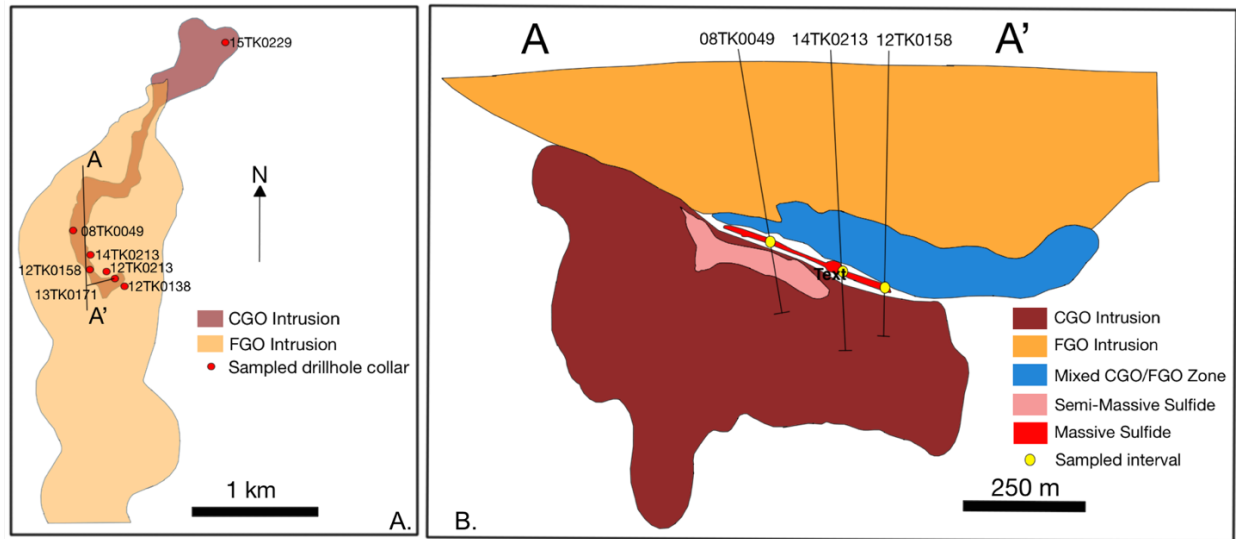 15TK0229
N
A
08TK0049
14TK0213
12TK0158
12TK0213
13TK0171
12TK0138
A'
CGO Intrusion
FGO Intrusion
Sampled drillhole collar
1 km
A.
A
A'
08TK0049
14TK0213
12TK0158
Text
CGO Intrusion
FGO Intrusion
Mixed CGO/FGO Zone
Semi-Massive Sulfide
Massive Sulfide
Sampled interval
250 m
B.